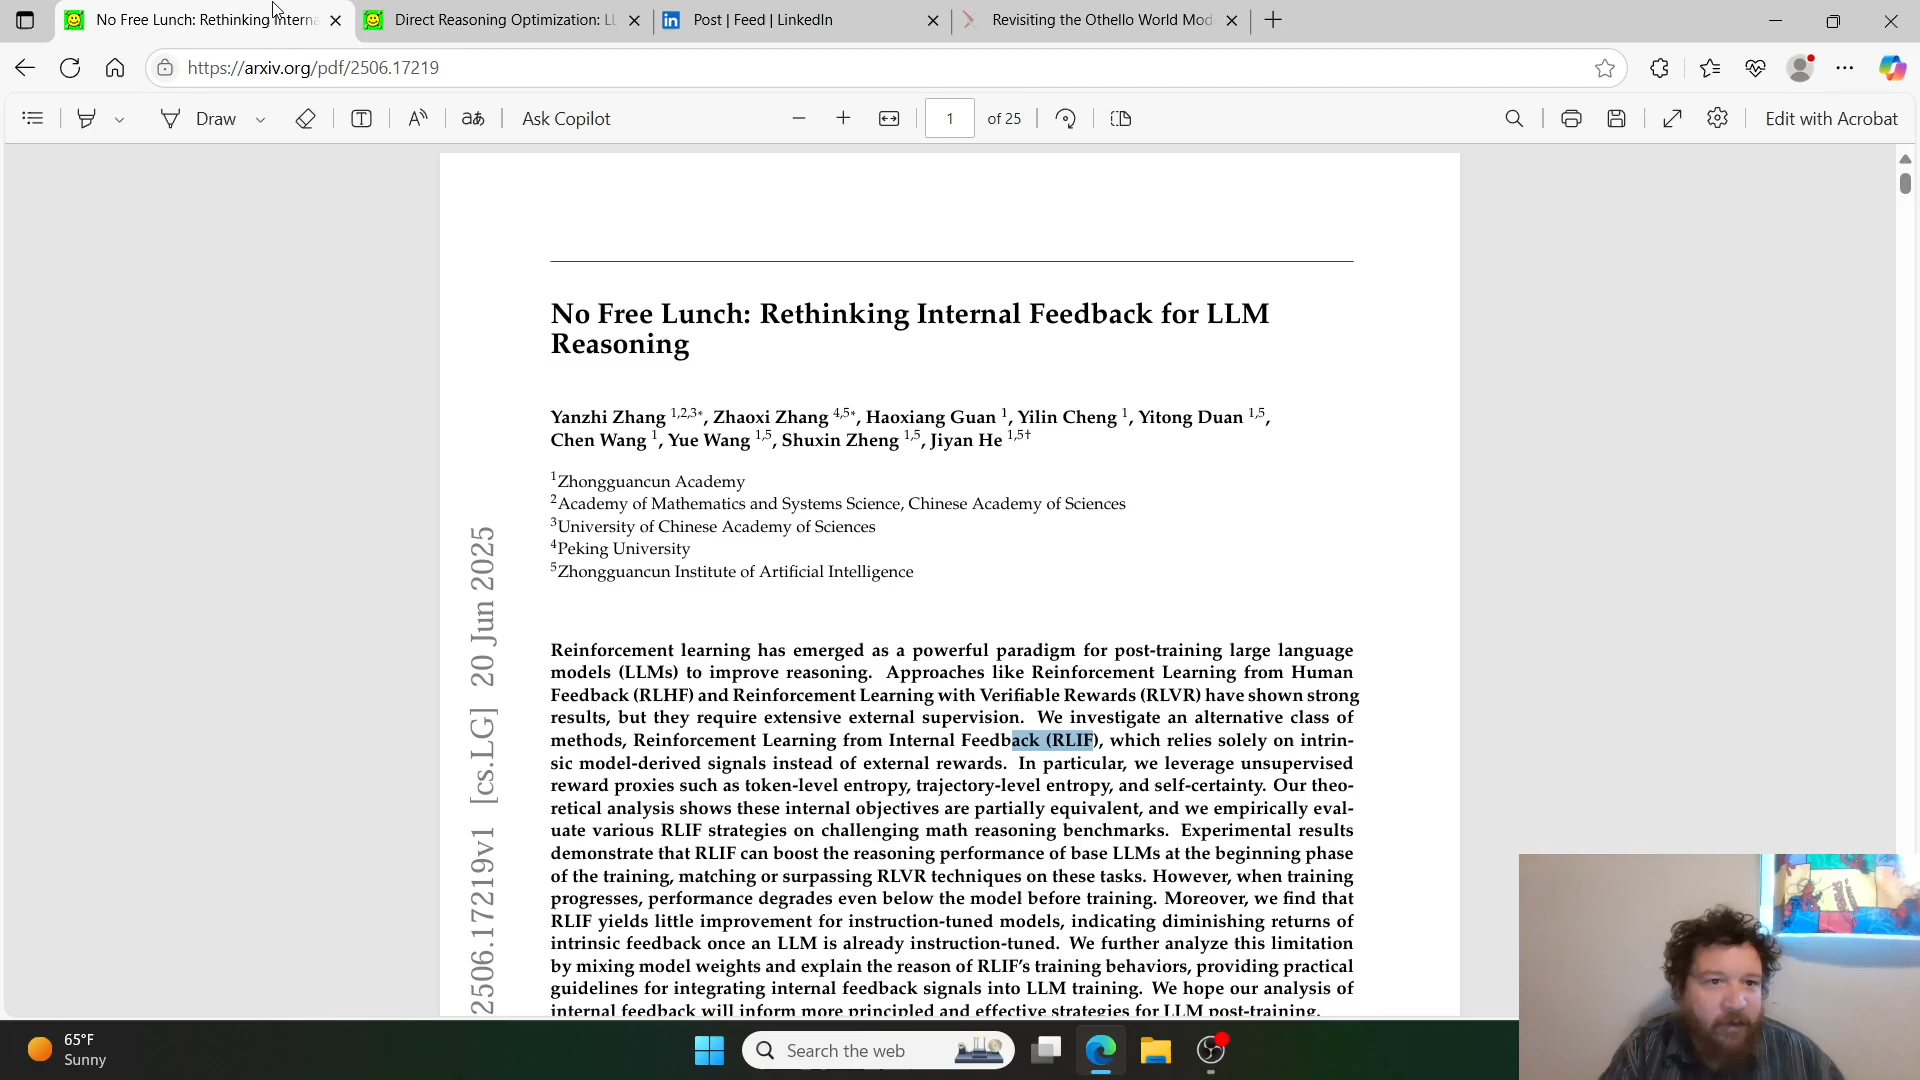 No Free Lunch: Rethinking Interna
Direct Reasoning Optimization: LL
Post | Feed | LinkedIn
Revisiting the Othello World Mod
https://arxiv.org/pdf/2506.17219
Draw
Ask Copilot
1 of 25
Edit with Acrobat
No Free Lunch: Rethinking Internal Feedback for LLM
Reasoning
Yanzhi Zhang 1,2,3*, Zhaoxi Zhang 4,5*, Haoxiang Guan 1, Yilin Cheng 1, Yitong Duan 1,5,
Chen Wang 1, Yue Wang 1,5, Shuxin Zheng 1,5, Jiyan He 1,5†
1Zhongguancun Academy
2Academy of Mathematics and Systems Science, Chinese Academy of Sciences
3University of Chinese Academy of Sciences
4Peking University
5Zhongguancun Institute of Artificial Intelligence
2506.17219v1 [cs.LG] 20 Jun 2025
Reinforcement learning has emerged as a powerful paradigm for post-training large language
models (LLMs) to improve reasoning. Approaches like Reinforcement Learning from Human
Feedback (RLHF) and Reinforcement Learning with Verifiable Rewards (RLVR) have shown strong
results, but they require extensive external supervision. We investigate an alternative class of
methods, Reinforcement Learning from Internal Feedback (RLIF), which relies solely on intrin-
sic model-derived signals instead of external rewards. In particular, we leverage unsupervised
reward proxies such as token-level entropy, trajectory-level entropy, and self-certainty. Our theo-
retical analysis shows these internal objectives are partially equivalent, and we empirically eval-
uate various RLIF strategies on challenging math reasoning benchmarks. Experimental results
demonstrate that RLIF can boost the reasoning performance of base LLMs at the beginning phase
of the training, matching or surpassing RLVR techniques on these tasks. However, when training
progresses, performance degrades even below the model before training. Moreover, we find that
RLIF yields little improvement for instruction-tuned models, indicating diminishing returns of
intrinsic feedback once an LLM is already instruction-tuned. We further analyze this limitation
by mixing model weights and explain the reason of RLIF's training behaviors, providing practical
guidelines for integrating internal feedback signals into LLM training. We hope our analysis of
internal feedback will inform more principled and effective strategies for LLM post-training.
65°F
Sunny
Search the web